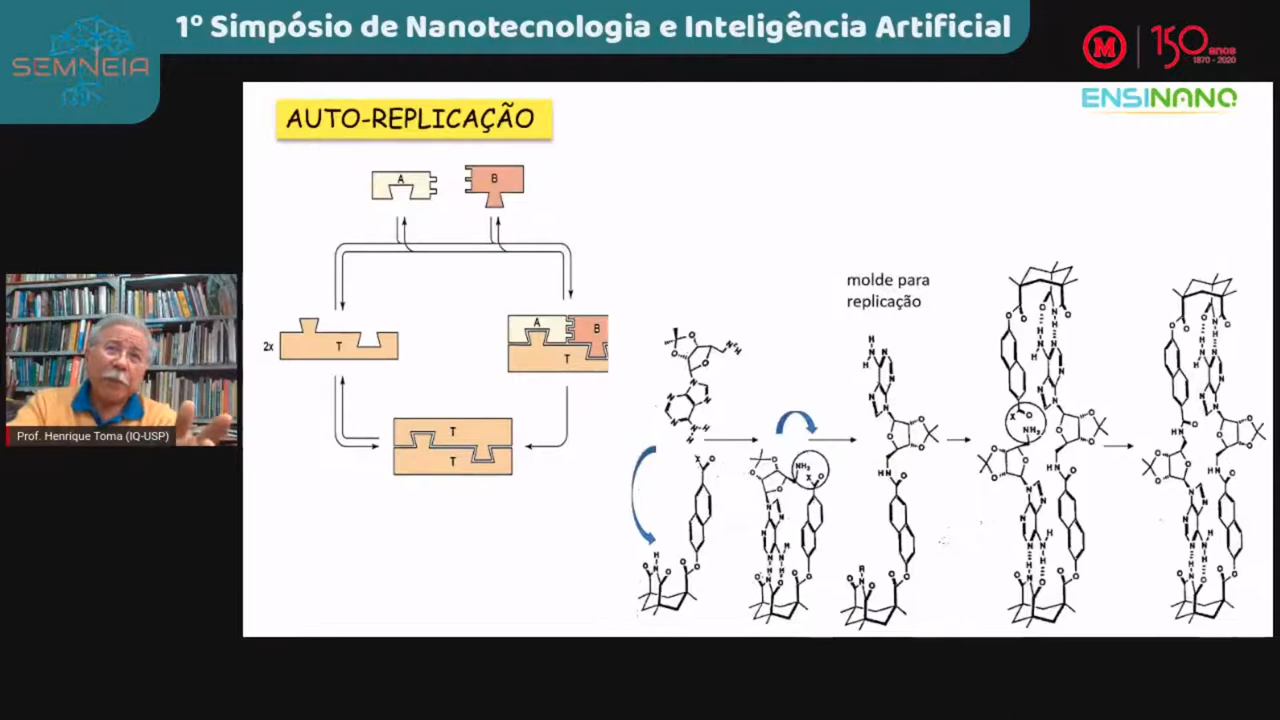 1º Simpósio de Nanotecnologia e Inteligência Artificial
SEMNEIA
M
150 anos
1870 - 2020
ENSINANO
AUTO-REPLICAÇÃO
A
B
2x
T
A
B
T
T
T
molde para
replicação
Prof. Henrique Toma (IQ-USP)